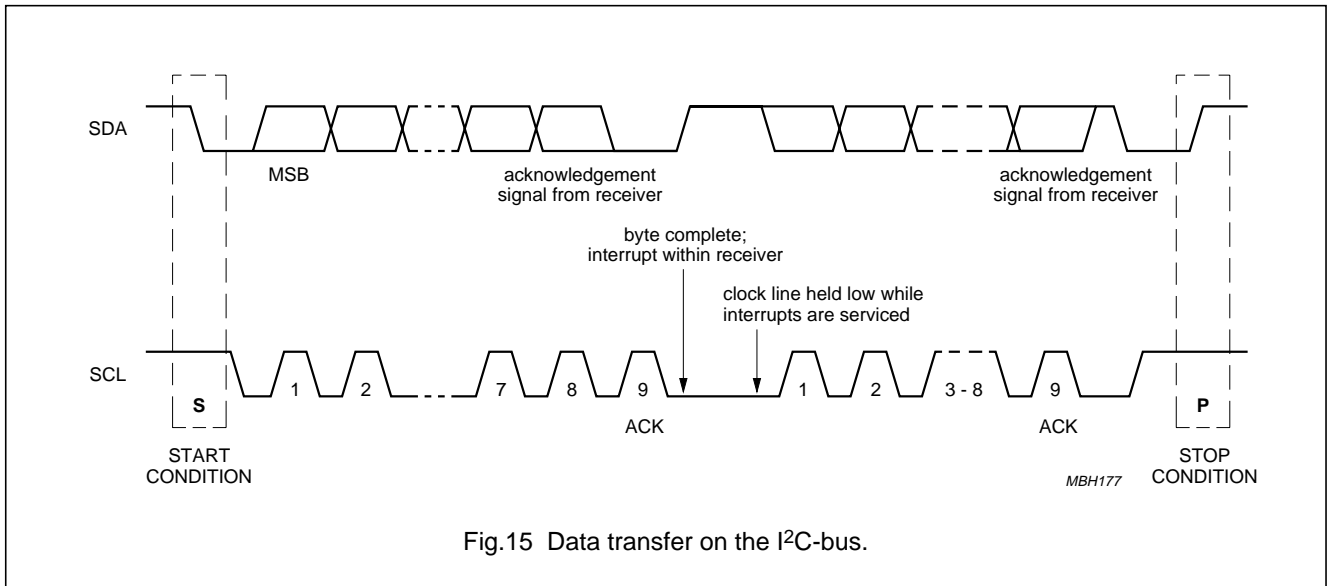 SDA
MSB
acknowledgement
signal from receiver
acknowledgement
signal from receiver
byte complete;
interrupt within receiver
clock line held low while
interrupts are serviced
SCL
S
1
2
7
8
9
1
2
3 - 8
9
P
ACK
ACK
START
CONDITION
STOP
CONDITION
MBH177
Fig.15 Data transfer on the I²C-bus.